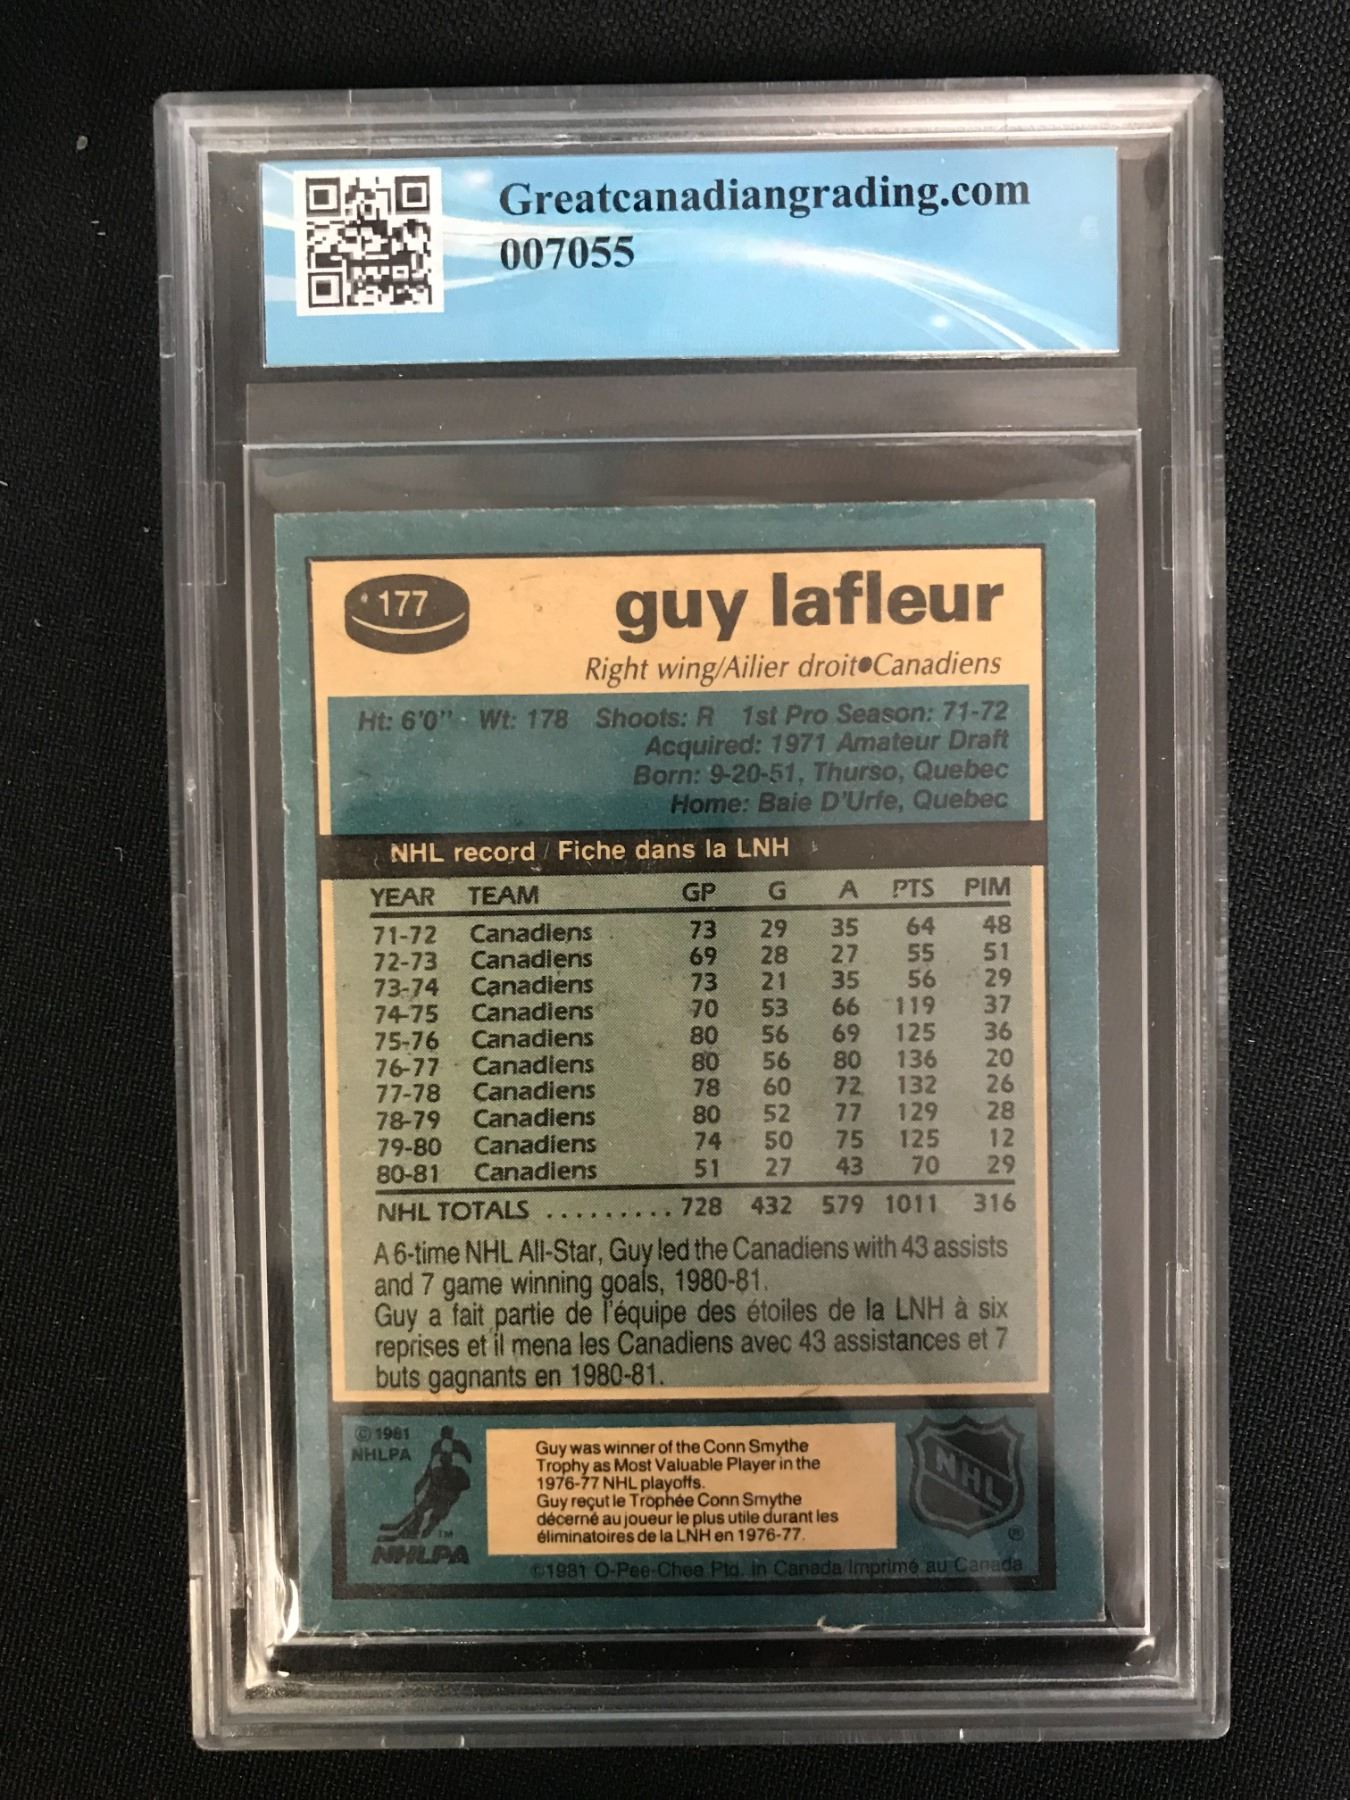 Greatcanadiangrading.com
007055
177
guy lafleur
Right wing/Ailier droit●Canadiens
Ht: 6'0" Wt: 178 Shoots: R 1st Pro Season: 71-72
Acquired: 1971 Amateur Draft
Born: 9-20-51, Thurso, Quebec
Home: Baie D'Urfe, Quebec
NHL record / Fiche dans la LNH
YEAR TEAM GP G A PTS PIM
71-72 Canadiens 73 29 35 64 48
72-73 Canadiens 69 28 27 55 51
73-74 Canadiens 73 21 35 56 29
74-75 Canadiens 70 53 66 119 37
75-76 Canadiens 80 56 69 125 36
76-77 Canadiens 80 56 80 136 20
77-78 Canadiens 78 60 72 132 26
78-79 Canadiens 80 52 77 129 28
79-80 Canadiens 74 50 75 125 12
80-81 Canadiens 51 27 43 70 29
NHL TOTALS ......... 728 432 579 1011 316
A 6-time NHL All-Star, Guy led the Canadiens with 43 assists
and 7 game winning goals, 1980-81.
Guy a fait partie de l'équipe des étoiles de la LNH à six
reprises et il mena les Canadiens avec 43 assistances et 7
buts gagnants en 1980-81.
© 1981
NHLPA
TM
NHLPA
Guy was winner of the Conn Smythe
Trophy as Most Valuable Player in the
1976-77 NHL playoffs.
Guy reçut le Trophée Conn Smythe
décerné au joueur le plus utile durant les
éliminatoires de la LNH en 1976-77.
NHL
®
©1981 O-Pee-Chee Ptd. in Canada/Imprimé au Canada